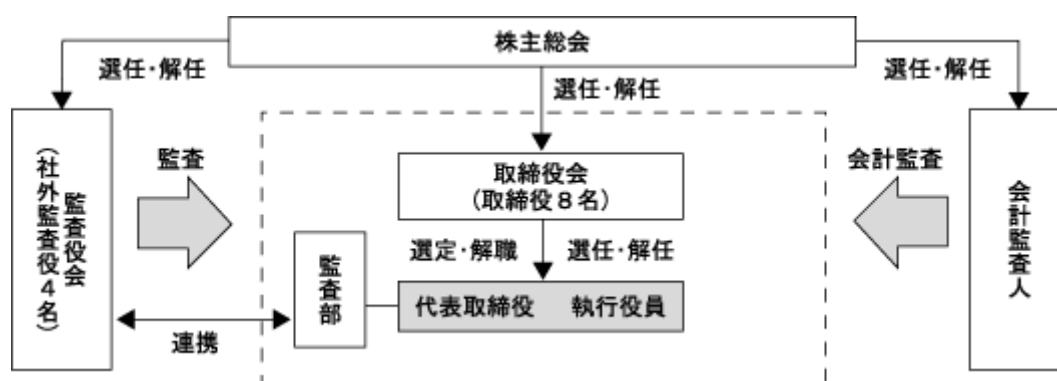 株主総会
選任・解任
選任・解任
選任・解任
監査役会
（社外監査役４名）
監査
取締役会
（取締役８名）
会計監査
会計監査人
選定・解職
選任・解任
監査部
代表取締役
執行役員
連携